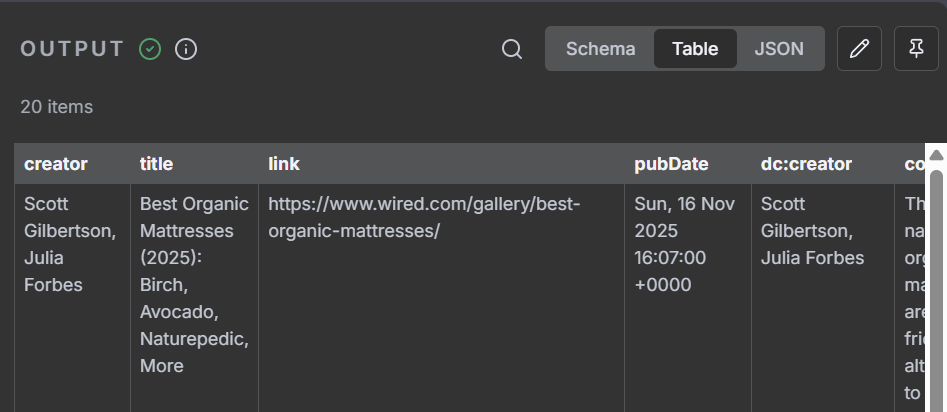 OUTPUT
Schema Table JSON
20 items
creator title link pubDate dc:creator co
Scott Best Organic https://www.wired.com/gallery/best- Sun, 16 Nov Scott Th
Gilbertson, Mattresses organic-mattresses/ 2025 Gilbertson, na
Julia (2025): 16:07:00 Julia Forbes org
Forbes Birch, +0000 ma
Avocado, are
Naturepedic, frie
More alt
to